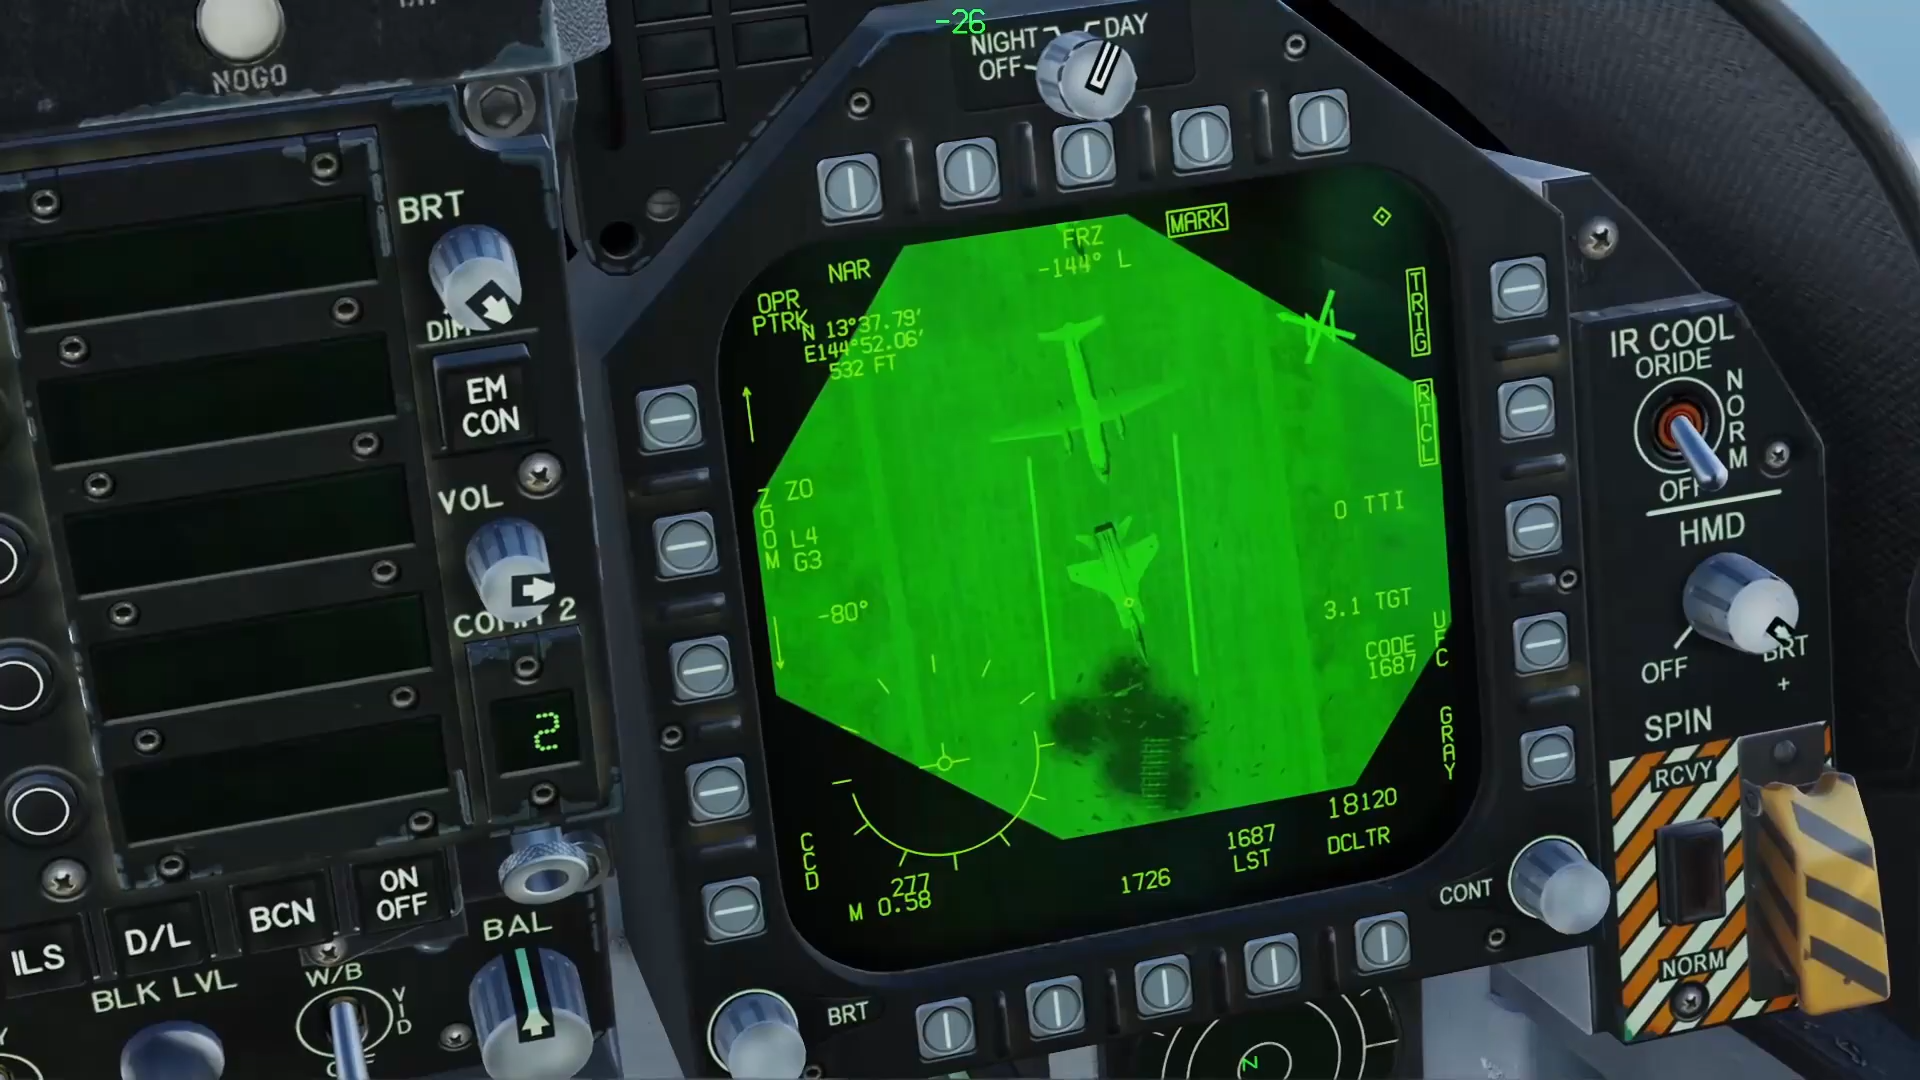 -26
NIGHT
DAY
OFF
NOGO
BRT
DIM
EM
CON
VOL
COMM 2
2
ILS
D/L
BCN
ON
OFF
BLK LVL
W/B
VID
BAL
BRT
NAR
FRZ
-144° L
MARK
OPR
PTRK
N 13°37.79'
E144°52.06'
532 FT
TRIG
RTCL
ZOOM
Z0
L4
G3
0 TTI
-80°
3.1 TGT
UFC
CODE
1687
GRAY
CCD
18120
1687
LST
DCLTR
277
M 0.58
1726
CONT
IR COOL
ORIDE
NORM
OFF
HMD
OFF
BRT
+
SPIN
RCVY
NORM
N